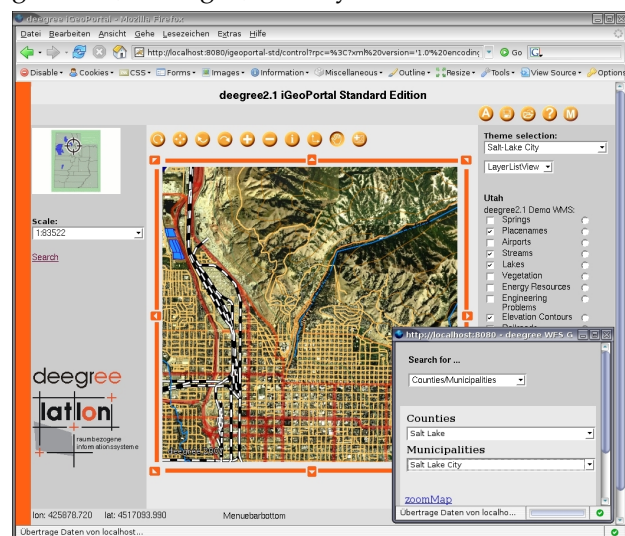 deegree iGeoPortal - Mozilla Firefox
Datei Bearbeiten Ansicht Gehe Lesezeichen Extras Hilfe
http://localhost:8080/igeoportal-std/control?rpc=%3C?xml%20version='1.0%20encoding Go
Disable Cookies CSS Forms Images Information Miscellaneous Outline Resize Tools View Source Options
deegree2.1 iGeoPortal Standard Edition
A ? M
Theme selection:
Salt-Lake City
LayerListView
Scale:
1:83522
Search
Utah
deegree2.1 Demo WMS:
Springs
Placenames
Airports
Streams
Lakes
Vegetation
Energy Resources
Engineering
Problems
Elevation Contours
http://localhost:8080 - deegree WFS G
Search for ...
Counties/Municipalities
Counties
Salt Lake
Municipalities
Salt Lake City
zoomMap
Übertrage Daten von localho...
deegree
lat lon
raumbezogene
informationssysteme
lon: 425878.720 lat: 4517093.990 Menuebarbottom
Übertrage Daten von localhost...